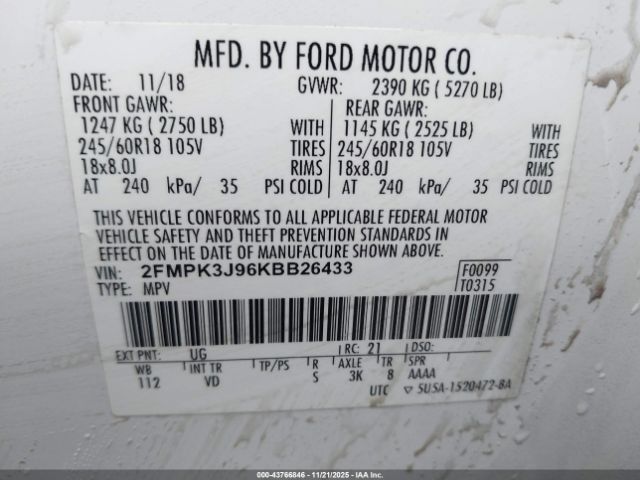 MFD. BY FORD MOTOR CO.
DATE: 11/18 GVWR: 2390 KG ( 5270 LB)
FRONT GAWR: REAR GAWR:
1247 KG ( 2750 LB) WITH 1145 KG ( 2525 LB) WITH
245/60R18 105V TIRES 245/60R18 105V TIRES
18x8.0J RIMS 18x8.0J RIMS
AT 240 kPa/ 35 PSI COLD AT 240 kPa/ 35 PSI COLD
THIS VEHICLE CONFORMS TO ALL APPLICABLE FEDERAL MOTOR
VEHICLE SAFETY AND THEFT PREVENTION STANDARDS IN
EFFECT ON THE DATE OF MANUFACTURE SHOWN ABOVE.
VIN: 2FMPK3J96KBB26433 F0099
TYPE: MPV T0315
EXT PNT: UG RC: 21 DSO:
WB INT TR TP/PS R AXLE TR SPR
112 VD S 3K 8 AAAA
UTC ▽ 5U5A-1520472-BA
000-43766846 - 11/21/2025 - IAA Inc.